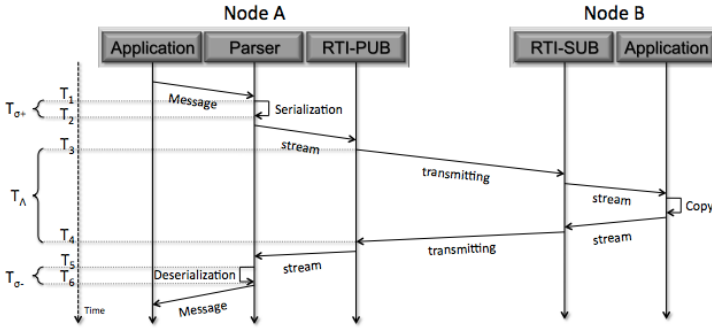 Node A
Node B
Application
Parser
RTI-PUB
RTI-SUB
Application
T1
Message
Tσ+
Serialization
T2
T3
stream
transmitting
stream
TΛ
Copy
T4
transmitting
stream
T5
stream
Tσ-
Deserialization
T6
Message
Time